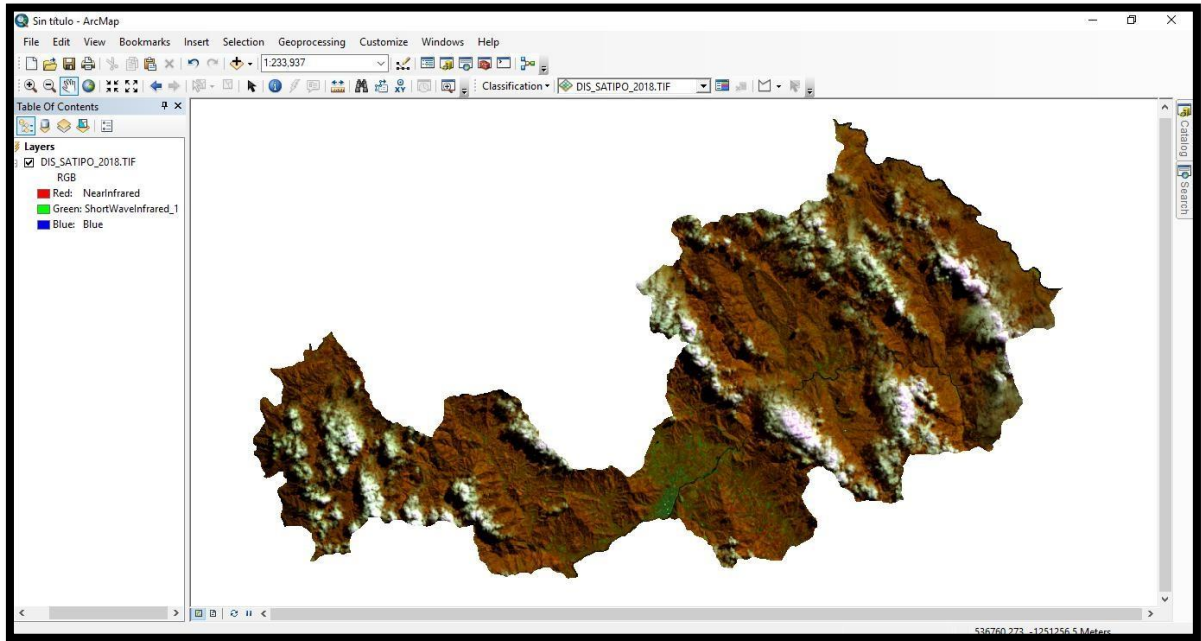 Sin título - ArcMap
File Edit View Bookmarks Insert Selection Geoprocessing Customize Windows Help
1:233,937
Classification DIS_SATIPO_2018.TIF
Table Of Contents
Layers
DIS_SATIPO_2018.TIF
RGB
Red: NearInfrared
Green: ShortWaveInfrared_1
Blue: Blue
Catalog
Search
536760.273 -1251256.5 Meters